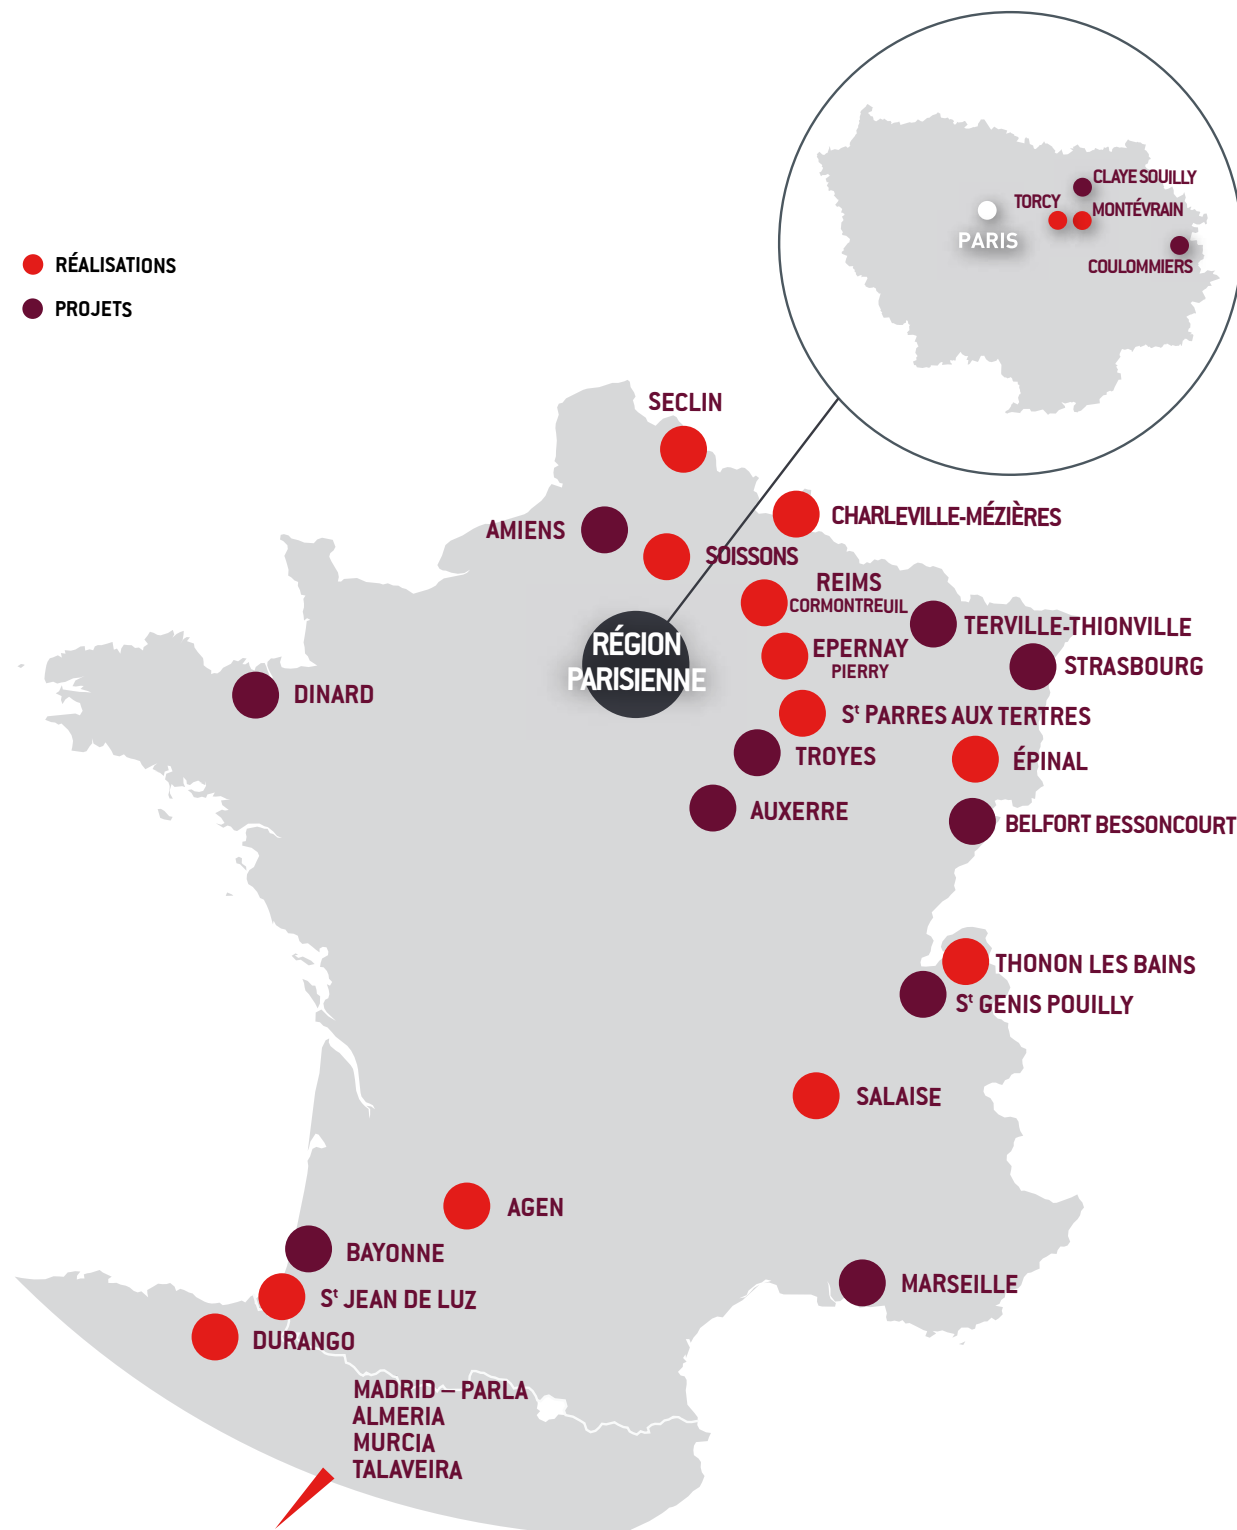 CLAYE SOUILLY
TORCY
MONTÉVRAIN
PARIS
COULOMMIERS
RÉALISATIONS
PROJETS
SECLIN
CHARLEVILLE-MÉZIÈRES
AMIENS
SOISSONS
REIMS
CORMONTREUIL
TERVILLE-THIONVILLE
RÉGION
PARISIENNE
EPERNAY
PIERRY
STRASBOURG
DINARD
St PARRES AUX TERTRES
TROYES
ÉPINAL
AUXERRE
BELFORT BESSONCOURT
THONON LES BAINS
St GENIS POUILLY
SALAISE
AGEN
BAYONNE
MARSEILLE
St JEAN DE LUZ
DURANGO
MADRID – PARLA
ALMERIA
MURCIA
TALAVEIRA